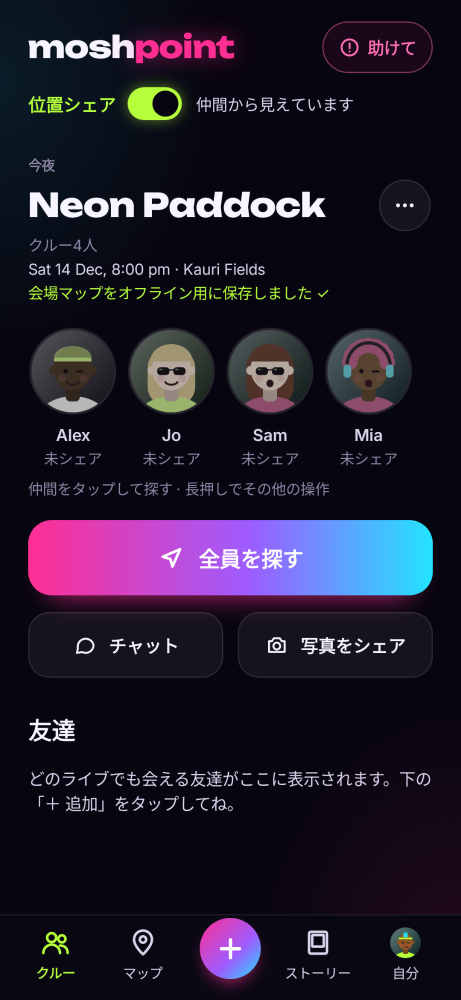 moshpoint
助けて
位置シェア
仲間から見えています
今夜
Neon Paddock
クルー4人
Sat 14 Dec, 8:00 pm · Kauri Fields
会場マップをオフライン用に保存しました ✓
Alex
Jo
Sam
Mia
未シェア
未シェア
未シェア
未シェア
仲間をタップして探す · 長押しでその他の操作
全員を探す
チャット
写真をシェア
友達
どのライブでも会える友達がここに表示されます。下の
「＋ 追加」をタップしてね。
クルー
マップ
ストーリー
自分